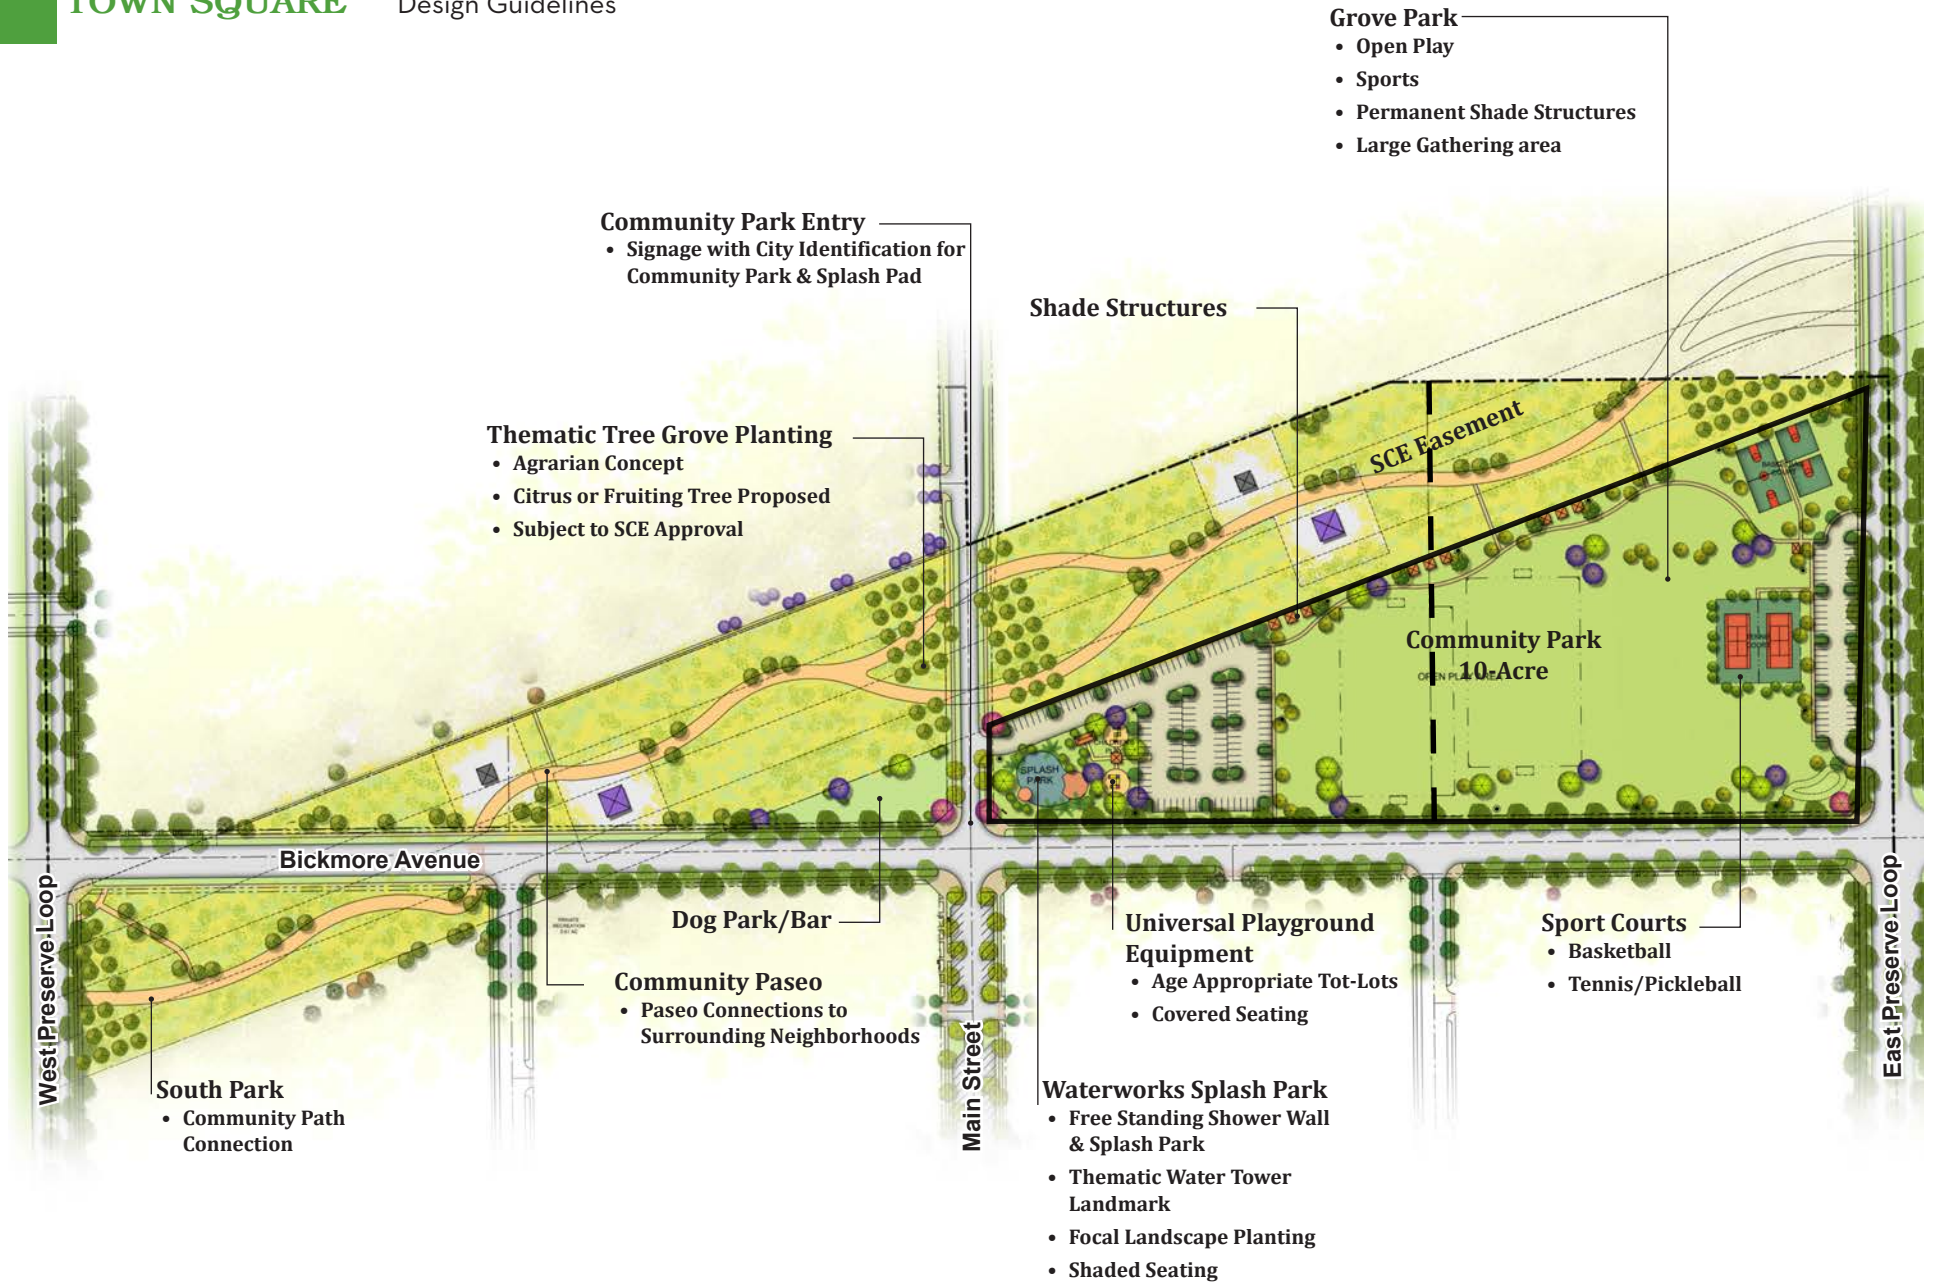 TOWN SQUARE Design Guidelines
Grove Park
• Open Play
• Sports
• Permanent Shade Structures
• Large Gathering area
Community Park Entry
• Signage with City Identification for
Community Park & Splash Pad
Shade Structures
Thematic Tree Grove Planting
• Agrarian Concept
• Citrus or Fruiting Tree Proposed
• Subject to SCE Approval
SCE Easement
Community Park
10-Acre
OPEN PLAY AREA
SPLASH
PARK
Bickmore Avenue
West Preserve Loop
East Preserve Loop
Main Street
PRIVATE
RECREATION
Dog Park/Bar
Community Paseo
• Paseo Connections to
Surrounding Neighborhoods
South Park
• Community Path
Connection
Universal Playground
Equipment
• Age Appropriate Tot-Lots
• Covered Seating
Sport Courts
• Basketball
• Tennis/Pickleball
Waterworks Splash Park
• Free Standing Shower Wall
& Splash Park
• Thematic Water Tower
Landmark
• Focal Landscape Planting
• Shaded Seating